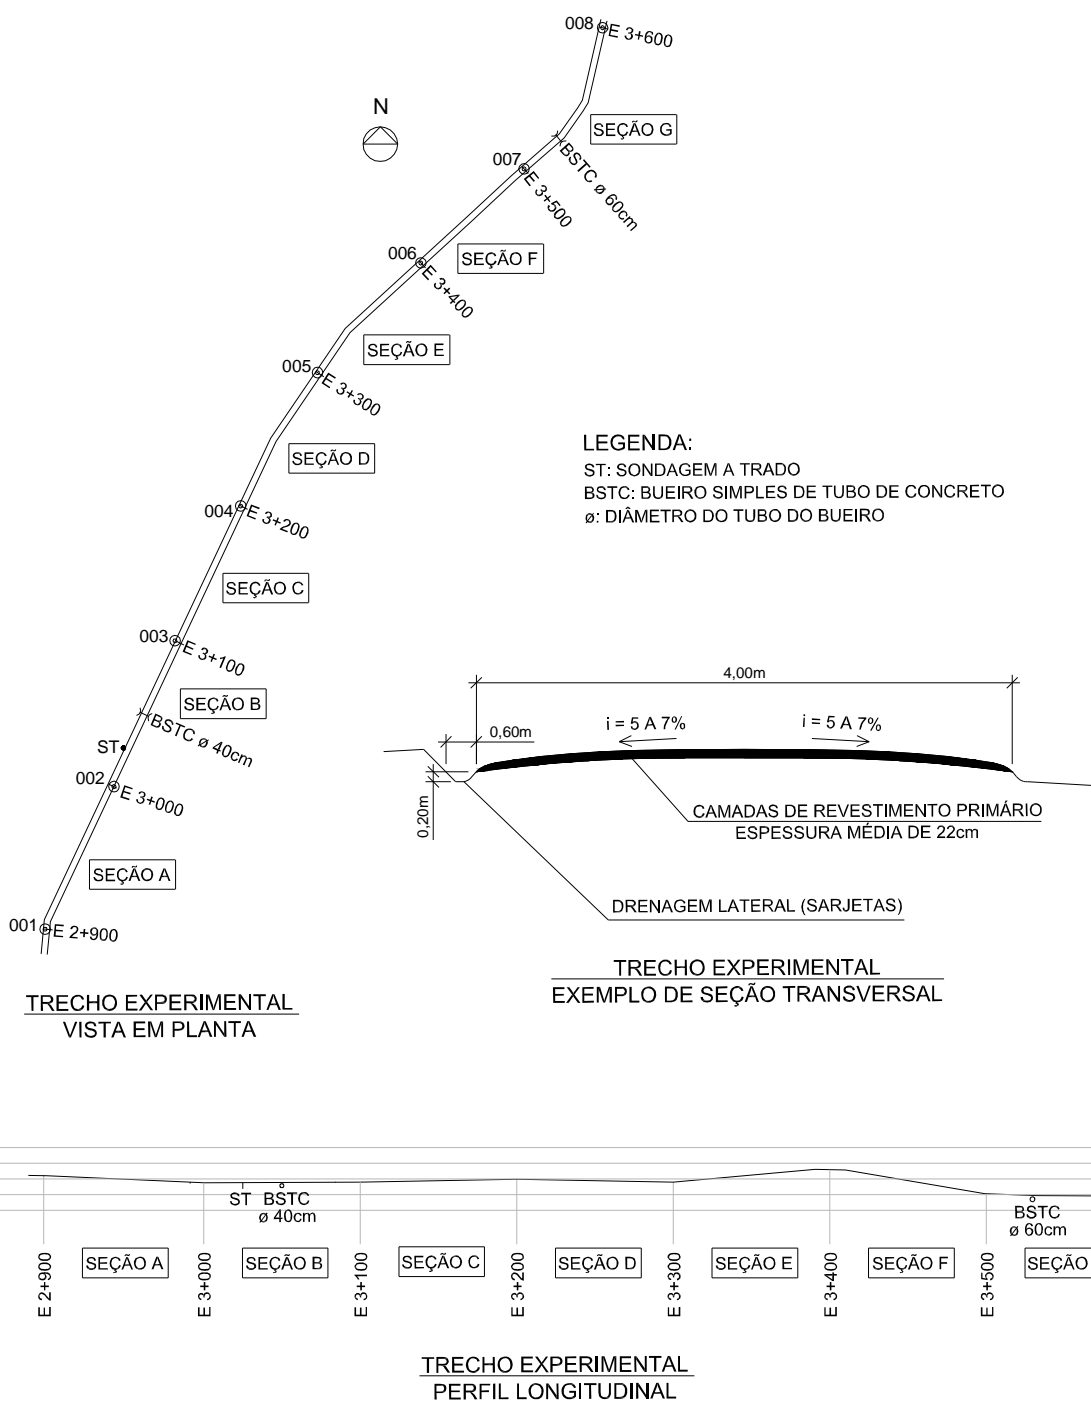 008
E 3+600
N
SEÇÃO G
BSTC ø 60cm
007
E 3+500
006
SEÇÃO F
E 3+400
SEÇÃO E
005
E 3+300
SEÇÃO D
004
E 3+200
SEÇÃO C
003
E 3+100
SEÇÃO B
BSTC ø 40cm
ST
002
E 3+000
SEÇÃO A
001
E 2+900
TRECHO EXPERIMENTAL
VISTA EM PLANTA
LEGENDA:
ST: SONDAGEM A TRADO
BSTC: BUEIRO SIMPLES DE TUBO DE CONCRETO
ø: DIÂMETRO DO TUBO DO BUEIRO
4,00m
0,60m
i = 5 A 7%
i = 5 A 7%
0,20m
CAMADAS DE REVESTIMENTO PRIMÁRIO
ESPESSURA MÉDIA DE 22cm
DRENAGEM LATERAL (SARJETAS)
TRECHO EXPERIMENTAL
EXEMPLO DE SEÇÃO TRANSVERSAL
ST
BSTC
ø 40cm
BSTC
ø 60cm
E 2+900
SEÇÃO A
E 3+000
SEÇÃO B
E 3+100
SEÇÃO C
E 3+200
SEÇÃO D
E 3+300
SEÇÃO E
E 3+400
SEÇÃO F
E 3+500
SEÇÃO
TRECHO EXPERIMENTAL
PERFIL LONGITUDINAL